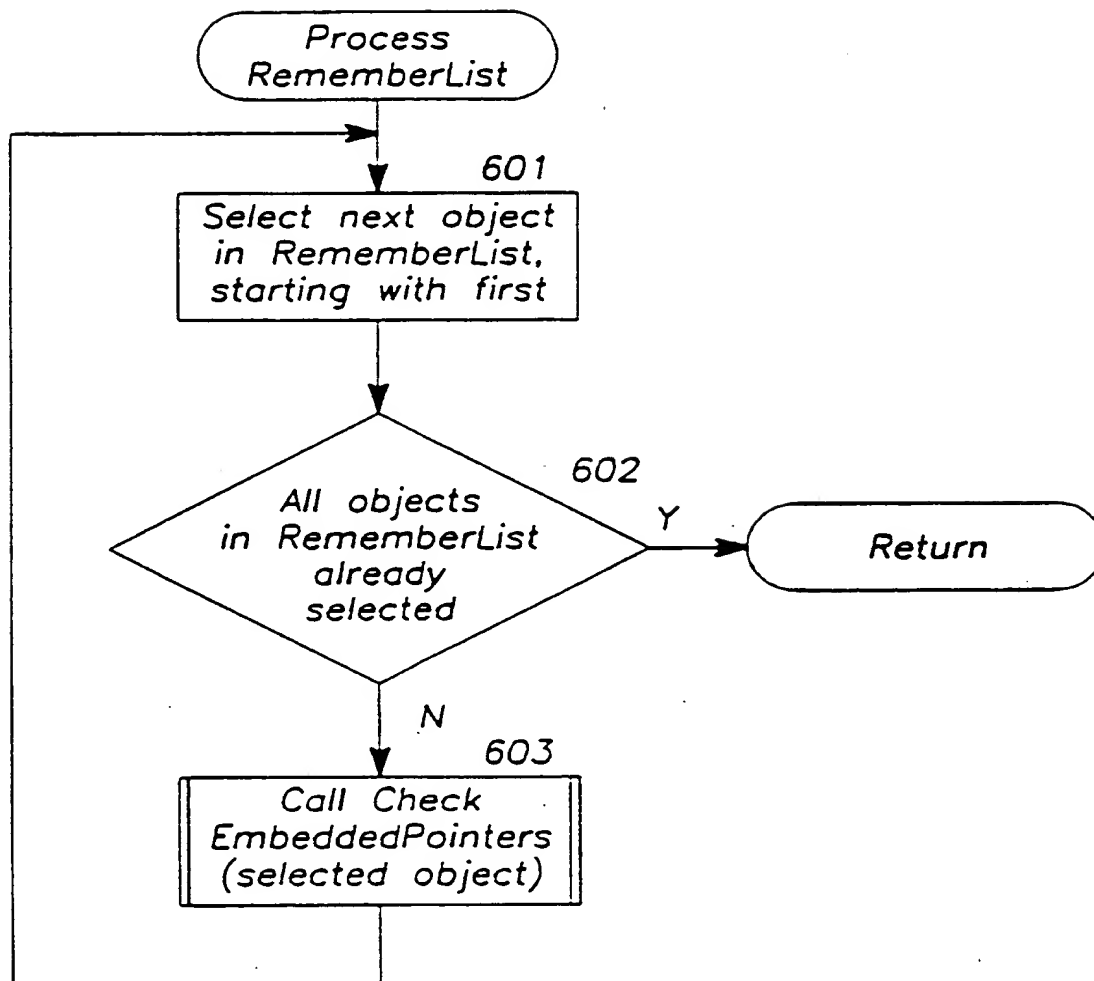 Process
RememberList
601
Select next object
in RememberList,
starting with first
602
All objects
in RememberList
already
selected
Y
Return
N
603
Call Check
EmbeddedPointers
(selected object)